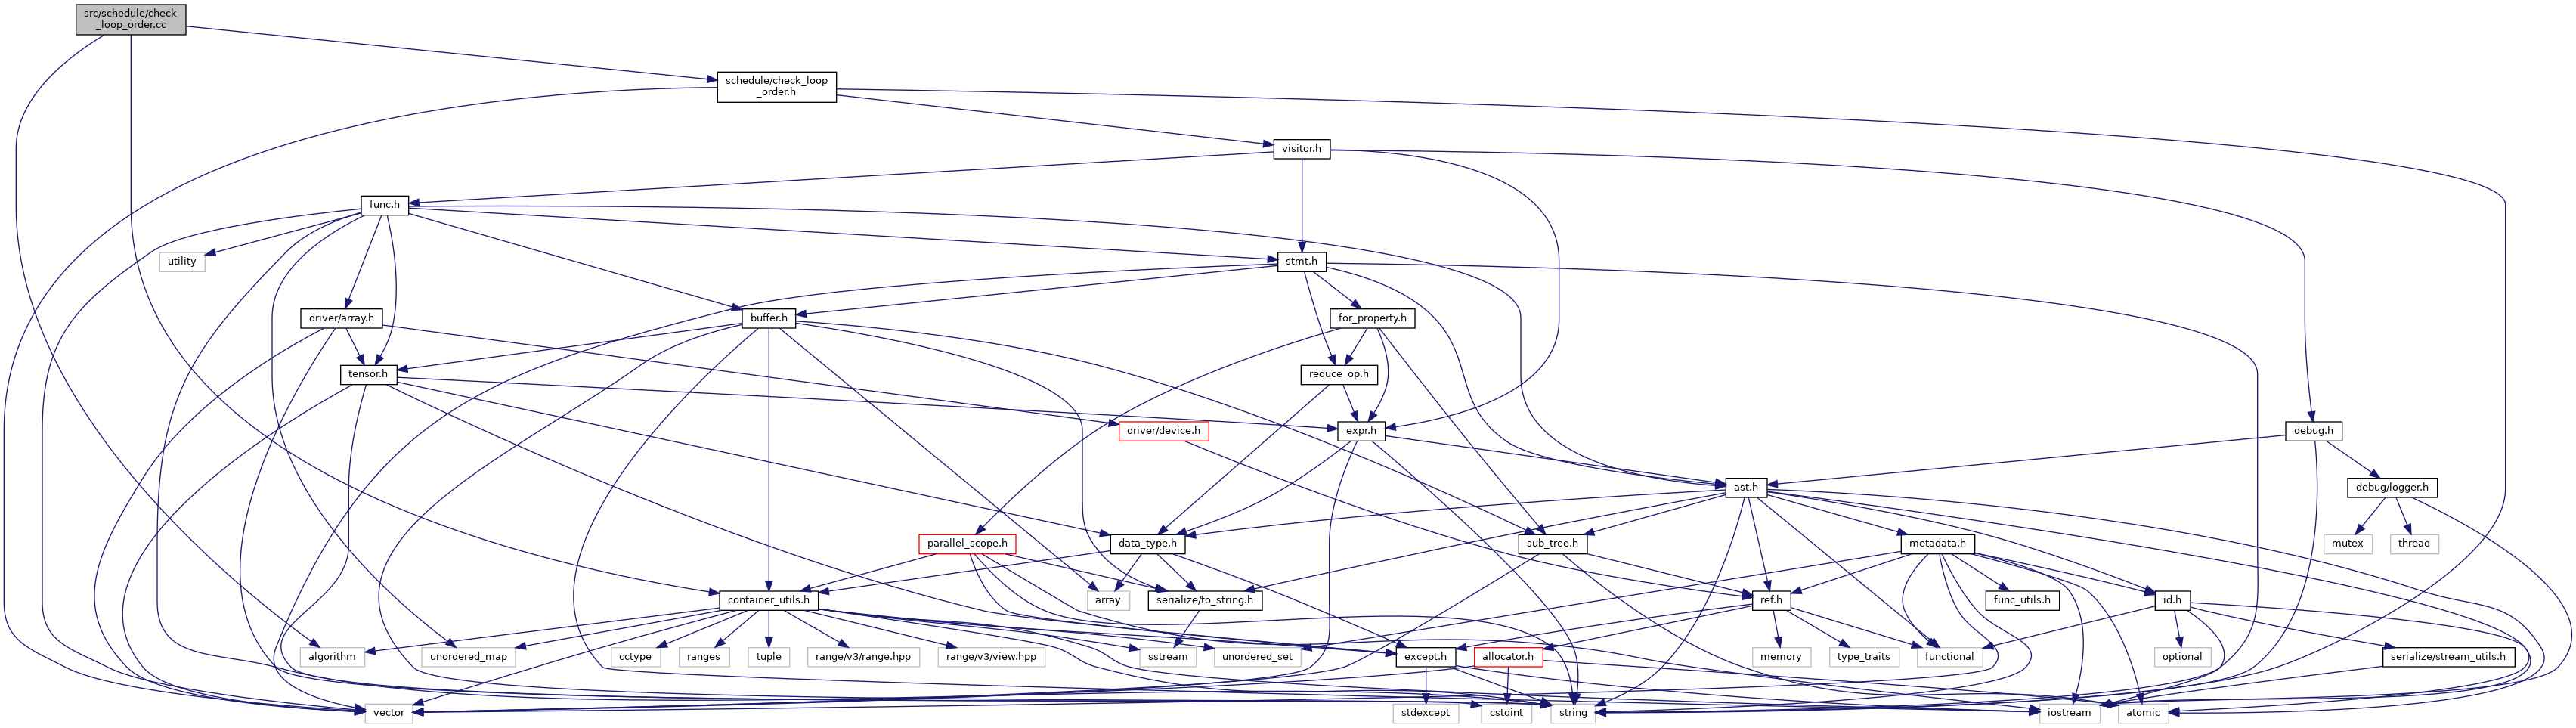 src/schedule/check
_loop_order.cc
schedule/check_loop
_order.h
visitor.h
func.h
utility
stmt.h
driver/array.h
buffer.h
for_property.h
tensor.h
reduce_op.h
driver/device.h
expr.h
debug.h
ast.h
debug/logger.h
parallel_scope.h
data_type.h
sub_tree.h
metadata.h
mutex
thread
container_utils.h
array
serialize/to_string.h
ref.h
func_utils.h
id.h
algorithm
unordered_map
cctype
ranges
tuple
range/v3/range.hpp
range/v3/view.hpp
sstream
unordered_set
except.h
allocator.h
memory
type_traits
functional
optional
serialize/stream_utils.h
vector
stdexcept
cstdint
string
iostream
atomic